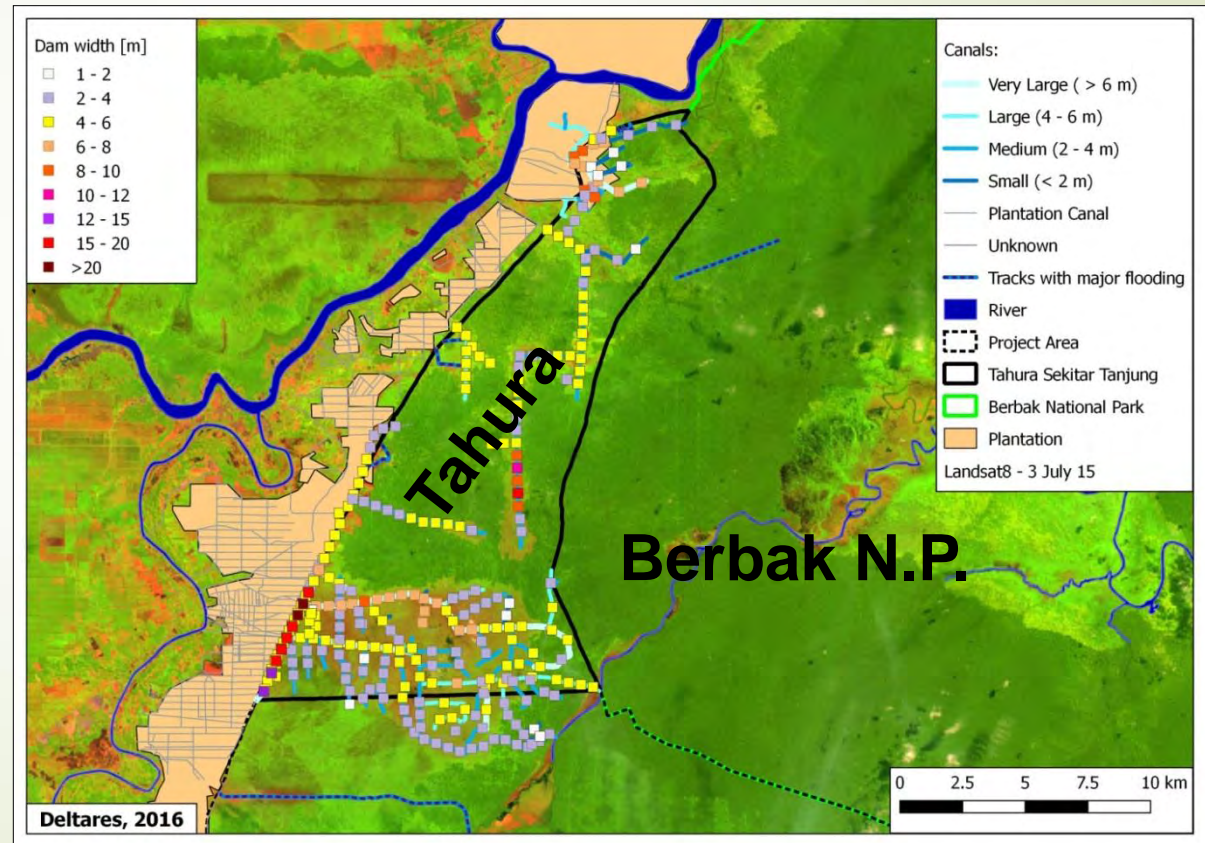 Dam width [m]
1 - 2
2 - 4
4 - 6
6 - 8
8 - 10
10 - 12
12 - 15
15 - 20
>20
Canals:
Very Large ( > 6 m)
Large (4 - 6 m)
Medium (2 - 4 m)
Small (< 2 m)
Plantation Canal
Unknown
Tracks with major flooding
River
Project Area
Tahura Sekitar Tanjung
Berbak National Park
Plantation
Landsat8 - 3 July 15
Tahura
Berbak N.P.
0 2.5 5 7.5 10 km
Deltares, 2016